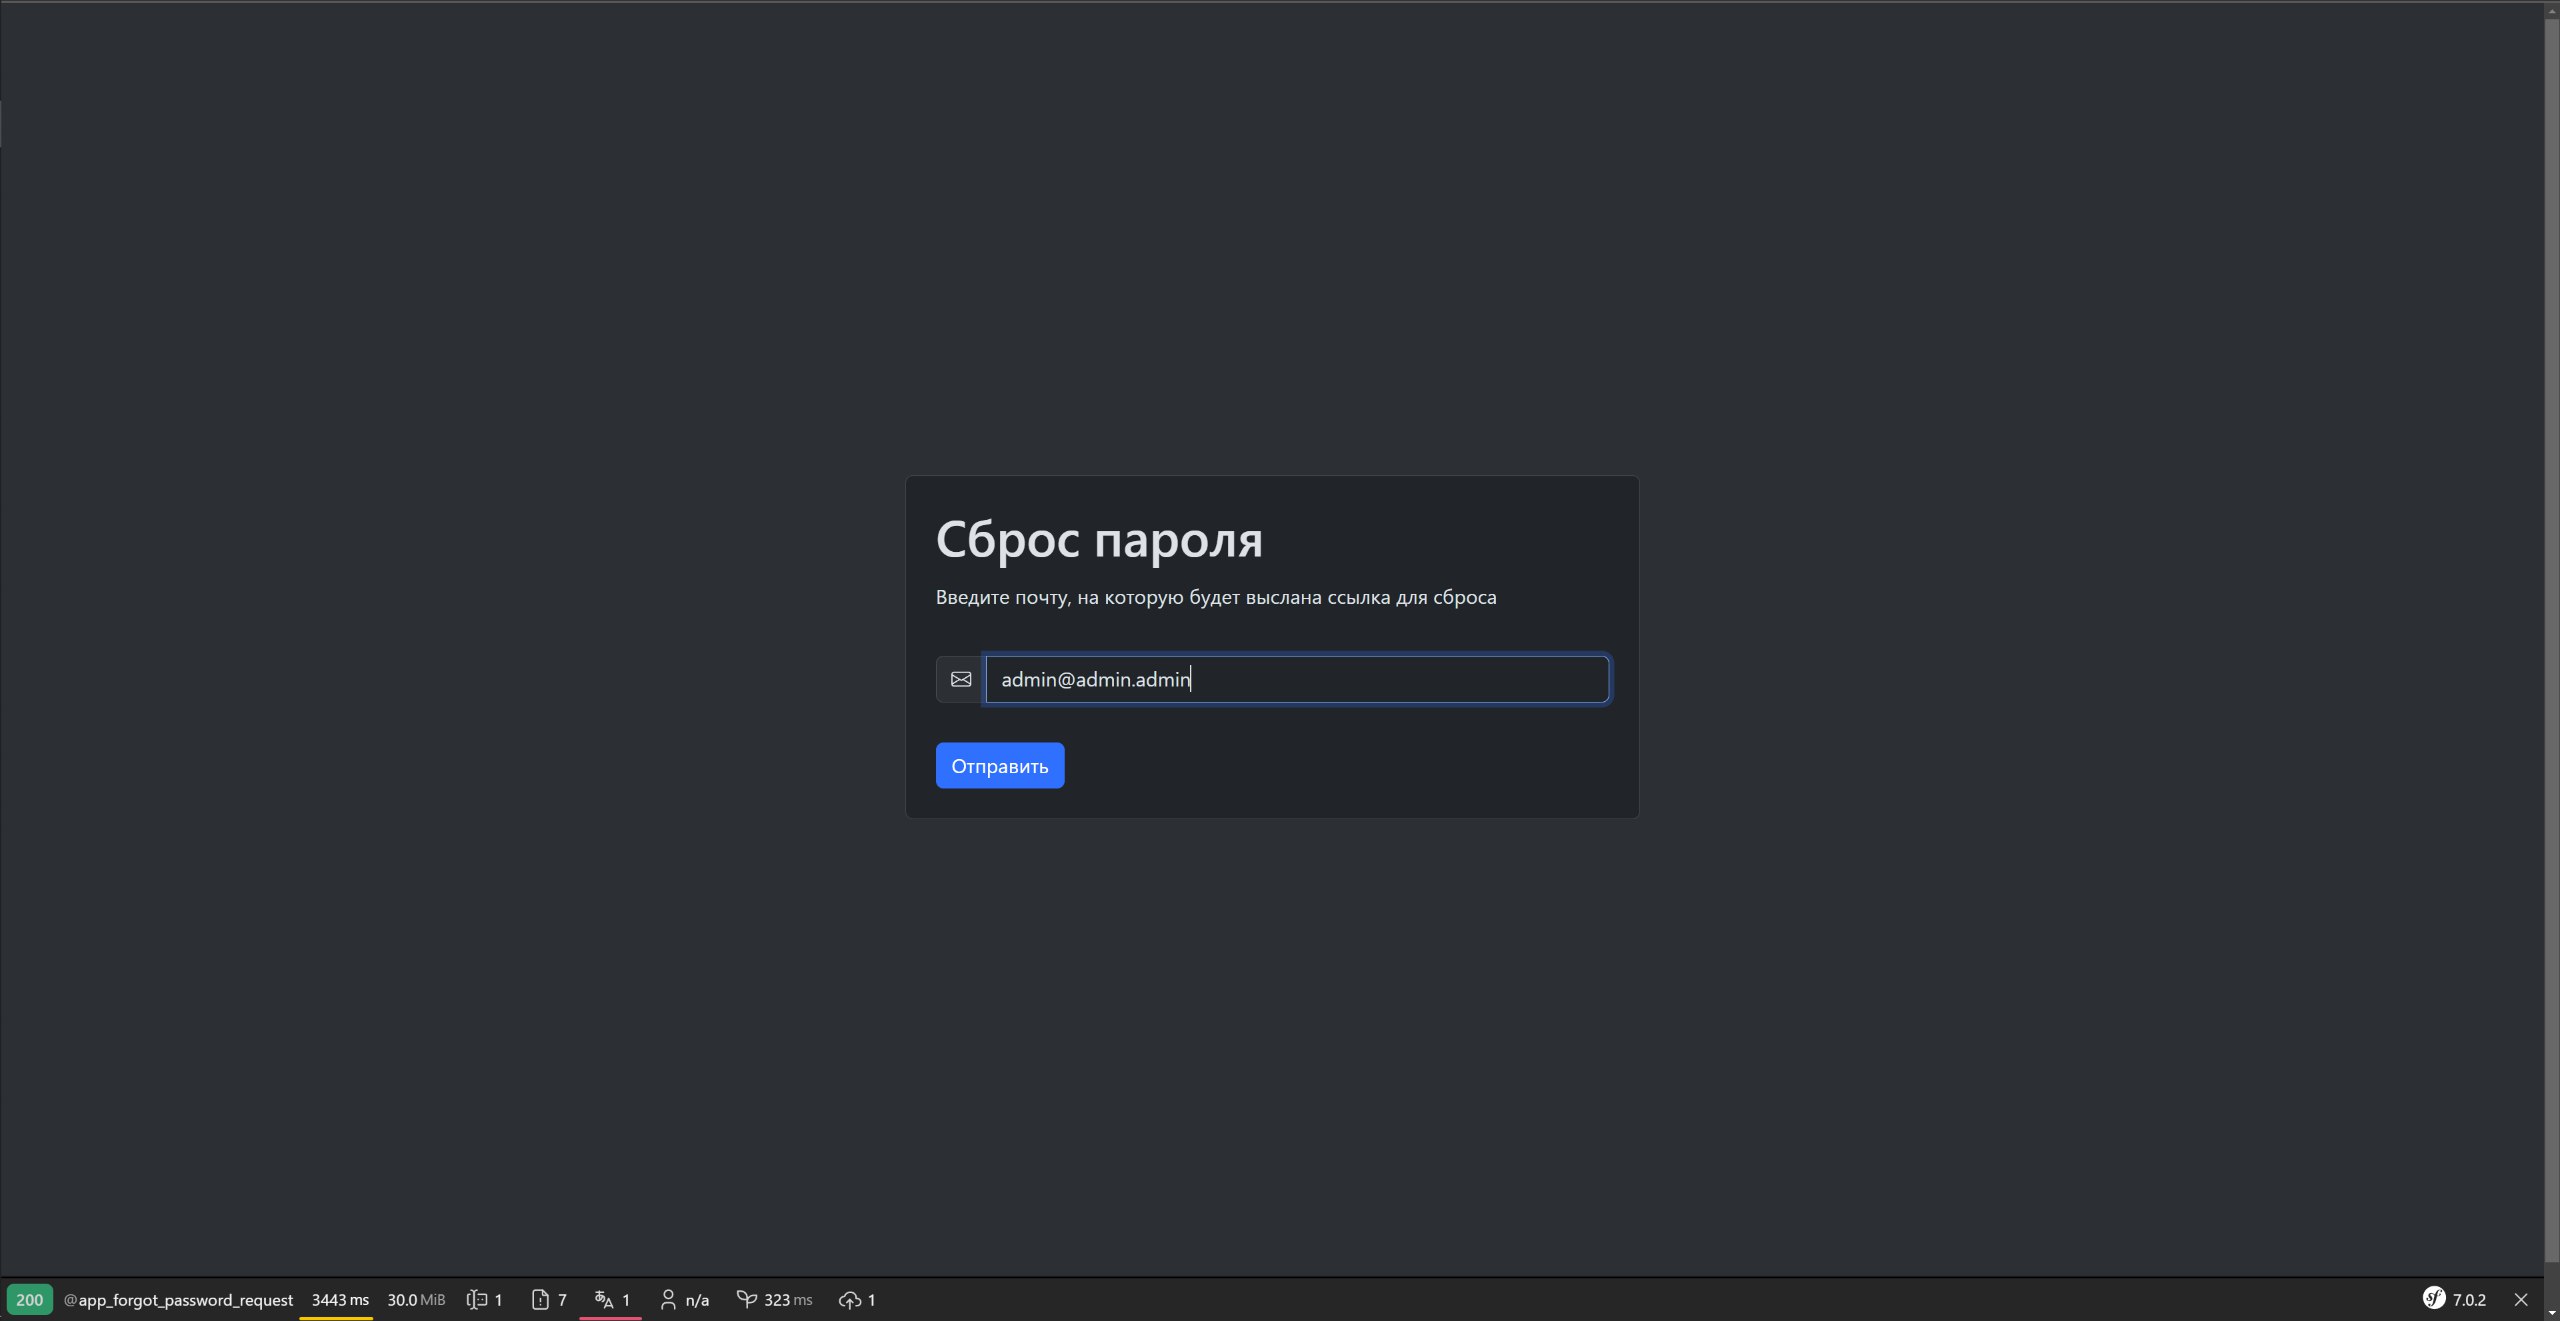 Сброс пароля
Введите почту, на которую будет выслана ссылка для сброса
admin@admin.admin
Отправить
200 @app_forgot_password_request 3443 ms 30.0 MiB 1 7 1 n/a 323 ms 1 7.0.2